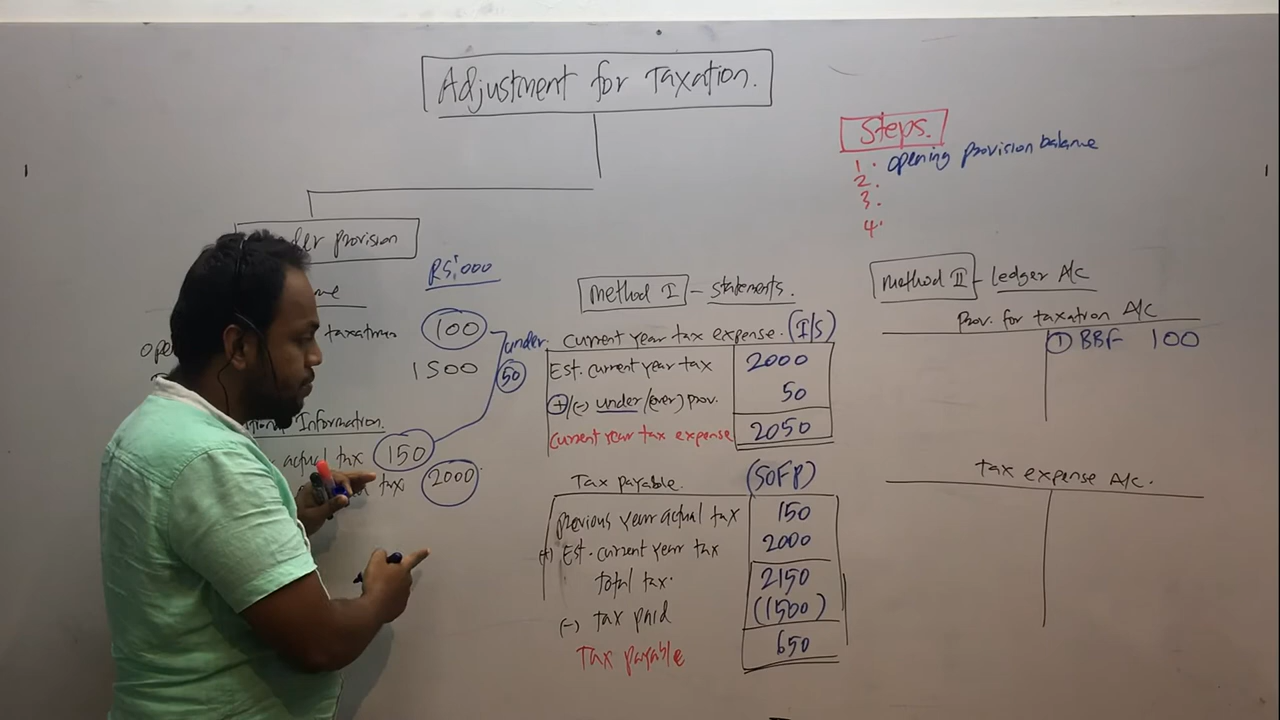 Adjustment for Taxation.
Steps.
1. opening provision balance
2.
3.
4.
provision
Rs.'000
taxation 100
under.
50
1500
Information.
actual tax 150
tax 2000
Method I - Statements.
Current year tax expense. (I/S)
Est. current year tax 2000
(+)/(-) under/(over) prov. 50
Current year tax expense 2050
Tax payable. (SOFP)
previous year actual tax 150
(+) Est. current year tax 2000
total tax. 2150
(-) tax paid (1500)
Tax payable 650
Method II - ledger A/c
Prov. for taxation A/c
1 BBF 100
tax expense A/c.